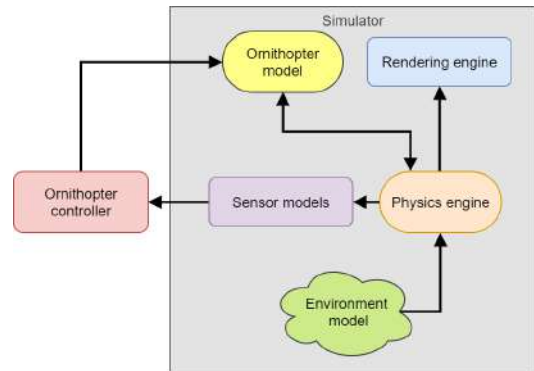 Simulator
Ornithopter
model
Rendering engine
Ornithopter
controller
Sensor models
Physics engine
Environment
model